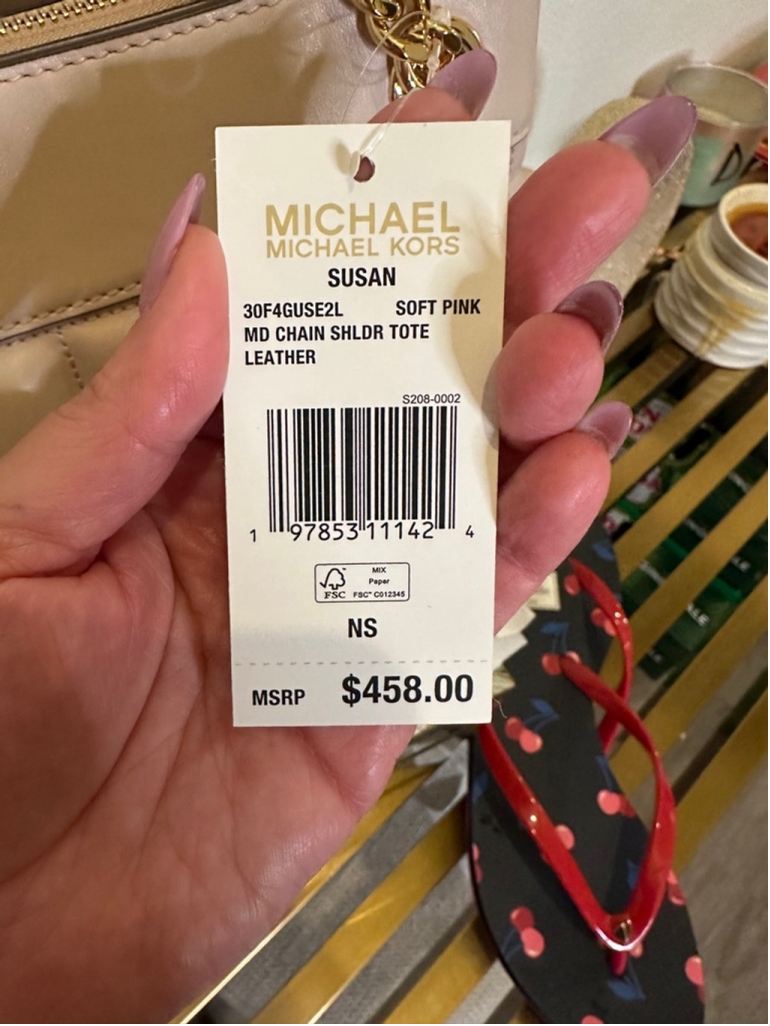 MICHAEL
MICHAEL KORS
SUSAN
30F4GUSE2L SOFT PINK
MD CHAIN SHLDR TOTE
LEATHER
S208-0002
1 97853 11142 4
MIX
Paper
FSC FSC™ C012345
NS
MSRP $458.00